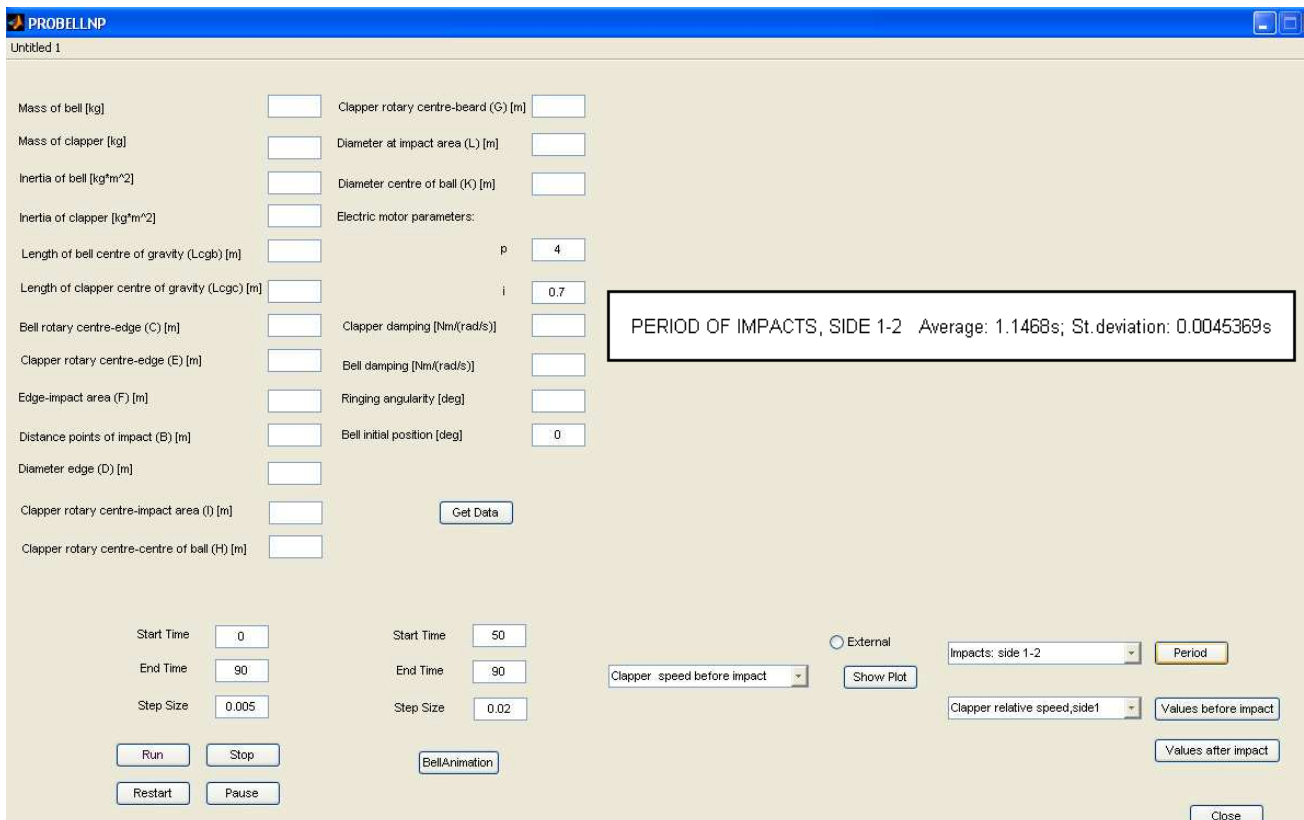 PROBELLNP
Untitled 1
Mass of bell [kg]
Mass of clapper [kg]
Inertia of bell [kg*m^2]
Inertia of clapper [kg*m^2]
Length of bell centre of gravity (Lcgb) [m]
Length of clapper centre of gravity (Lcgc) [m]
Bell rotary centre-edge (C) [m]
Clapper rotary centre-edge (E) [m]
Edge-impact area (F) [m]
Distance points of impact (B) [m]
Diameter edge (D) [m]
Clapper rotary centre-impact area (I) [m]
Clapper rotary centre-centre of ball (H) [m]
Clapper rotary centre-beard (G) [m]
Diameter at impact area (L) [m]
Diameter centre of ball (K) [m]
Electric motor parameters:
p 4
i 0.7
Clapper damping [Nm/(rad/s)]
Bell damping [Nm/(rad/s)]
Ringing angularity [deg]
Bell initial position [deg] 0
Get Data
PERIOD OF IMPACTS, SIDE 1-2 Average: 1.1468s; St.deviation: 0.0045369s
Start Time 0
End Time 90
Step Size 0.005
Run Stop
Restart Pause
Start Time 50
End Time 90
Step Size 0.02
BellAnimation
Clapper speed before impact
External
Show Plot
Impacts: side 1-2
Period
Clapper relative speed,side1
Values before impact
Values after impact
Close